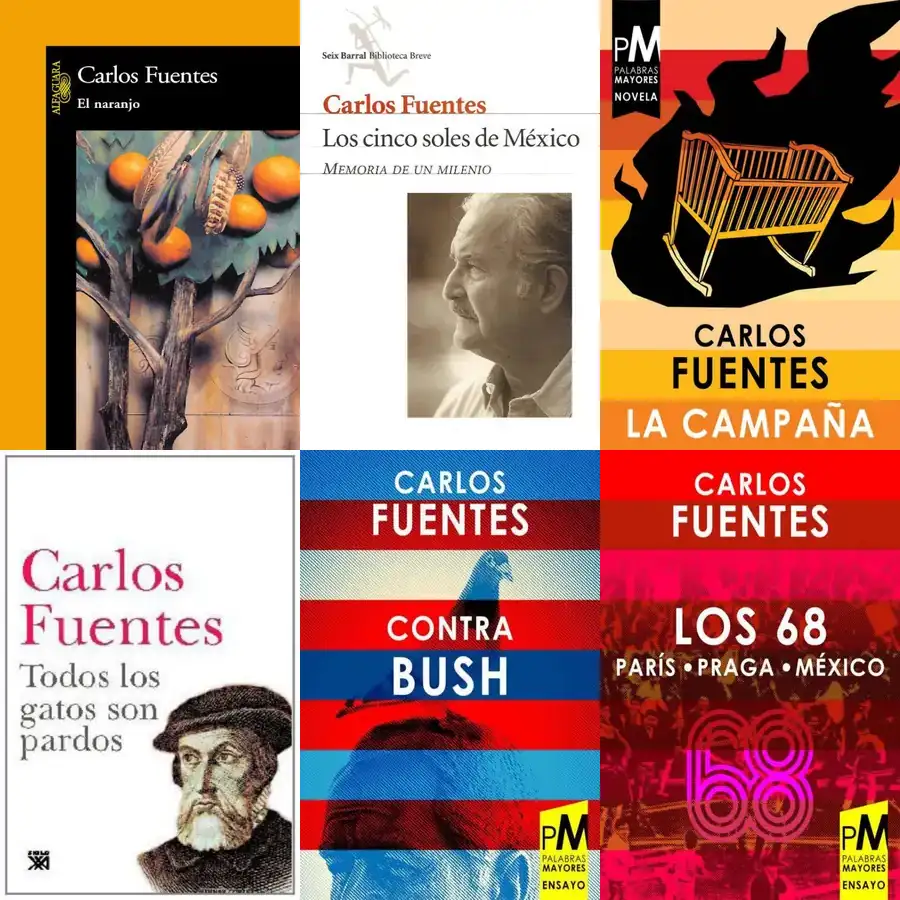 ALFAGUARA
Carlos Fuentes
El naranjo
Seix Barral Biblioteca Breve
Carlos Fuentes
Los cinco soles de México
MEMORIA DE UN MILENIO
PM
PALABRAS
MAYORES
NOVELA
CARLOS
FUENTES
LA CAMPAÑA
Carlos
Fuentes
Todos los
gatos son
pardos
SIGLO
XXI
CARLOS
FUENTES
CONTRA
BUSH
PM
PALABRAS
MAYORES
ENSAYO
CARLOS
FUENTES
LOS 68
PARÍS • PRAGA • MÉXICO
68
PM
PALABRAS
MAYORES
ENSAYO